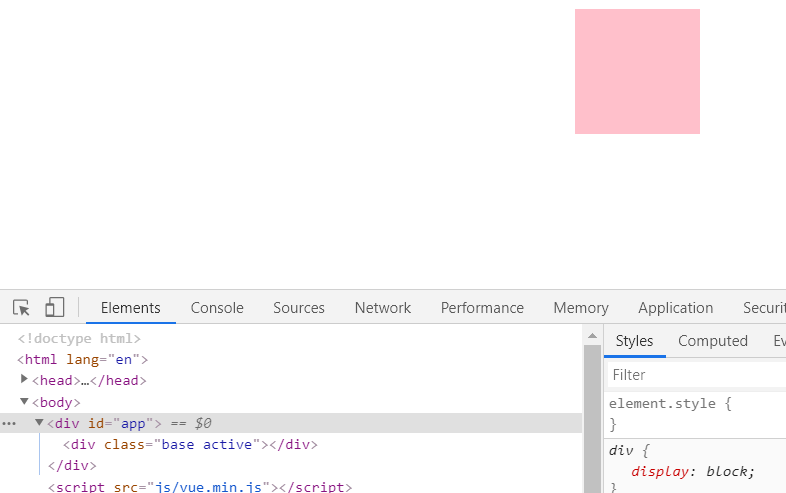 Elements Console Sources Network Performance Memory Application Securit
<!doctype html>
<html lang="en">
<head>…</head>
<body>
<div id="app"> == $0
<div class="base active"></div>
</div>
<script src="js/vue.min.js"></script>
Styles Computed Ev
Filter
element.style {
}
div {
display: block;
}